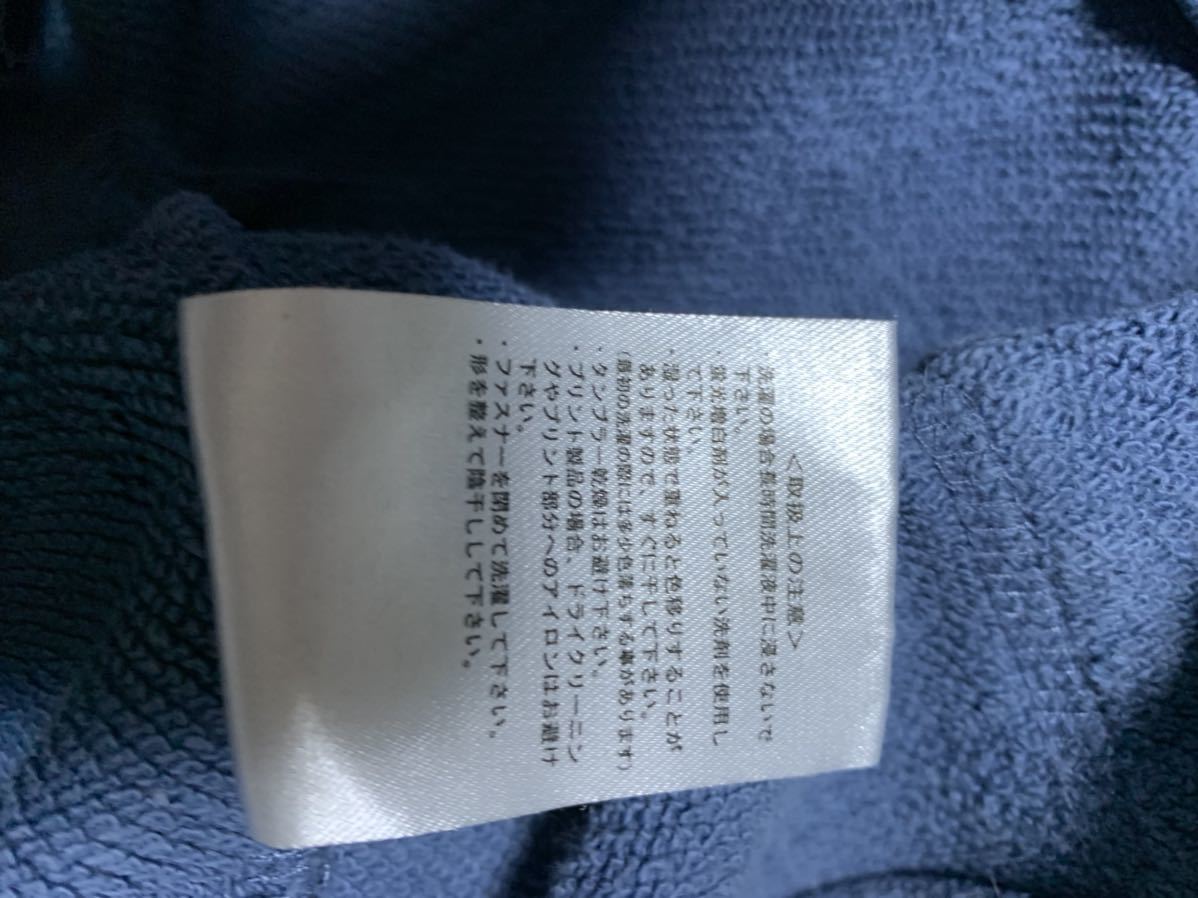 <取扱上の注意>
・洗濯の場合長時間洗濯液中に浸さないで
下さい。
・蛍光増白剤が入っていない洗剤を使用し
て下さい。
・湿った状態で重ねると色移りすることが
ありますので、すぐに干して下さい。
(最初の洗濯の際には多少色落ちする事があります)
・タンブラー乾燥はお避け下さい。
・プリント製品の場合、ドライクリーニン
グやプリント部分へのアイロンはお避け
下さい。
・ファスナーを閉めて洗濯して下さい。
・形を整えて陰干しして下さい。